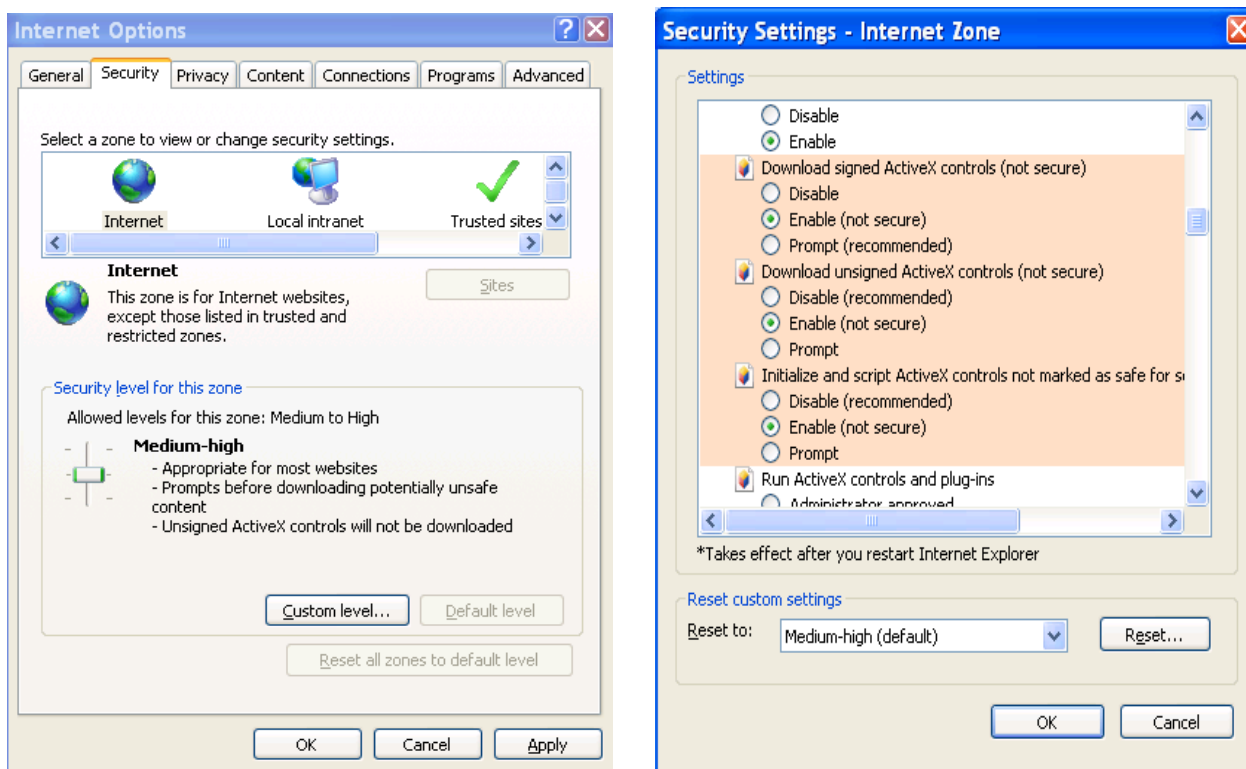 Internet Options
General Security Privacy Content Connections Programs Advanced
Select a zone to view or change security settings.
Internet Local intranet Trusted sites
Internet
This zone is for Internet websites,
except those listed in trusted and
restricted zones.
Sites
Security level for this zone
Allowed levels for this zone: Medium to High
Medium-high
- Appropriate for most websites
- Prompts before downloading potentially unsafe
content
- Unsigned ActiveX controls will not be downloaded
Custom level... Default level
Reset all zones to default level
OK Cancel Apply
Security Settings - Internet Zone
Settings
Disable
Enable
Download signed ActiveX controls (not secure)
Disable
Enable (not secure)
Prompt (recommended)
Download unsigned ActiveX controls (not secure)
Disable (recommended)
Enable (not secure)
Prompt
Initialize and script ActiveX controls not marked as safe for
Disable (recommended)
Enable (not secure)
Prompt
Run ActiveX controls and plug-ins
Administrator approved
*Takes effect after you restart Internet Explorer
Reset custom settings
Reset to: Medium-high (default) Reset...
OK Cancel